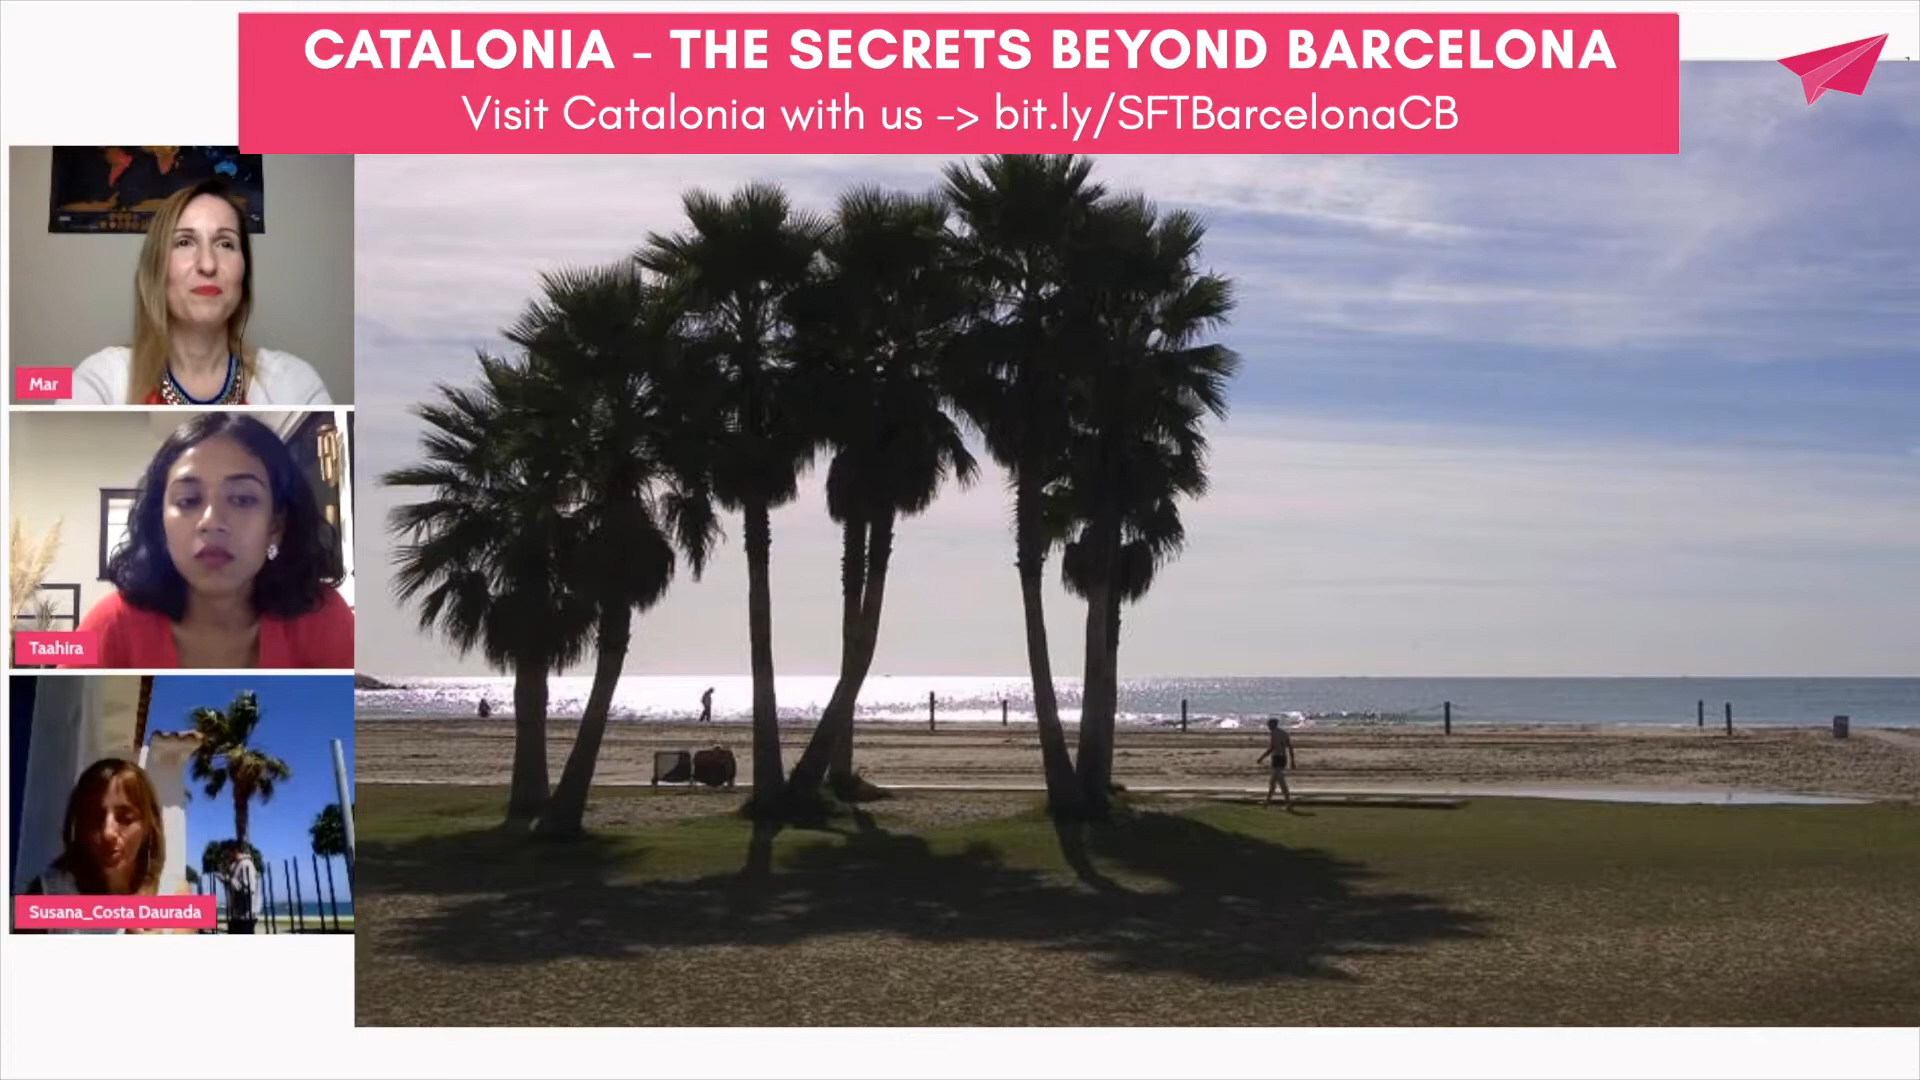 CATALONIA - THE SECRETS BEYOND BARCELONA
Visit Catalonia with us -> bit.ly/SFTBarcelonaCB
Mar
Taahira
Susana_Costa Daurada